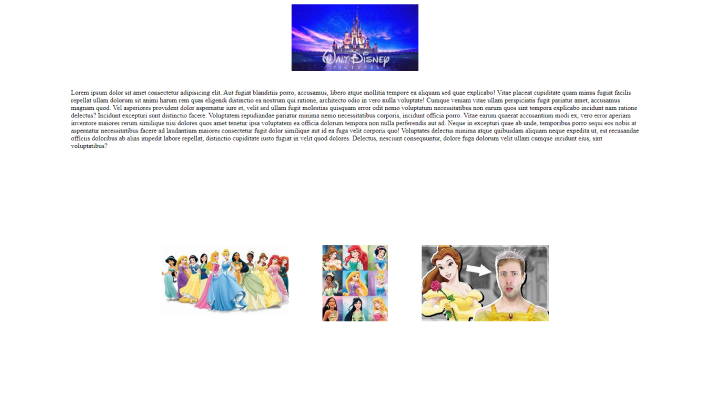 WALT DISNEY
PICTURES
Lorem ipsum dolor sit amet consectetur adipisicing elit. Aut fugiat blanditiis porro, accusamus, libero atque mollitia tempore ea aliquam sed quae explicabo! Vitae placeat cupiditate quam minus fugiat facilis
repellat ullam dolorum sit animi harum rem quas eligendi distinctio ea nostrum qui ratione, architecto odio in vero nulla voluptate! Cumque veniam vitae ullam perspiciatis fugit pariatur amet, accusamus
magnam quod. Vel asperiores provident dolor aspernatur iure et, velit sed ullam fugit molestias quisquam error odit nemo voluptatum necessitatibus non earum quos sint tempora explicabo incidunt nam ratione
delectus? Incidunt excepturi sunt distinctio facere. Voluptatem repudiandae pariatur minima nemo necessitatibus corporis, incidunt officia porro. Vitae earum quaerat accusantium modi ex, vero error aperiam
inventore maiores rerum similique nisi dolores quos amet tenetur ipsa voluptatem ea officia dolorum tempora non nulla perferendis aut ad. Neque in excepturi quae ab unde, temporibus porro sequi eos nobis at
aspernatur necessitatibus facere ad laudantium maiores consectetur fugit dolor similique aut id ea fuga velit corporis quo! Voluptates delectus minima atque quibusdam aliquam neque expedita ut, est recusandae
officiis doloribus ab alias impedit labore repellat, distinctio cupiditate iusto fugiat in velit quod dolores. Delectus, nesciunt consequuntur, dolore fuga dolorum velit ullam cumque incidunt eius, sint
voluptatibus?